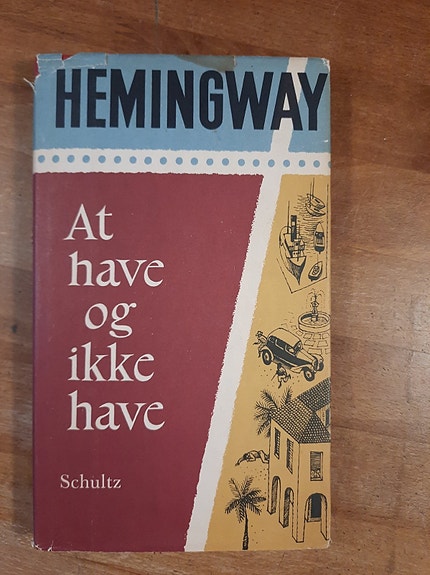 HEMINGWAY
At
have
og
ikke
have
Schultz